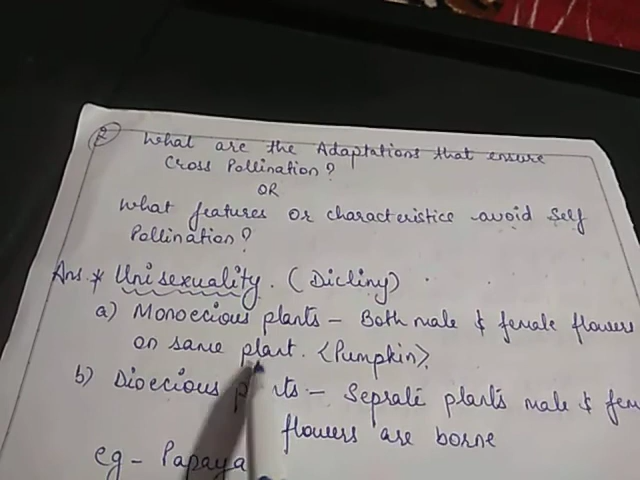 2 What are the Adaptations that ensure
Cross Pollination?
OR
What features or characteristics avoid Self
Pollination?
Ans. * Unisexuality. (Dicliny)
a) Monoecious plants - Both male & female flowers
on same plant. <Pumpkin>.
b) Dioecious - Seprate plants male &
flowers are borne
eg - Papaya